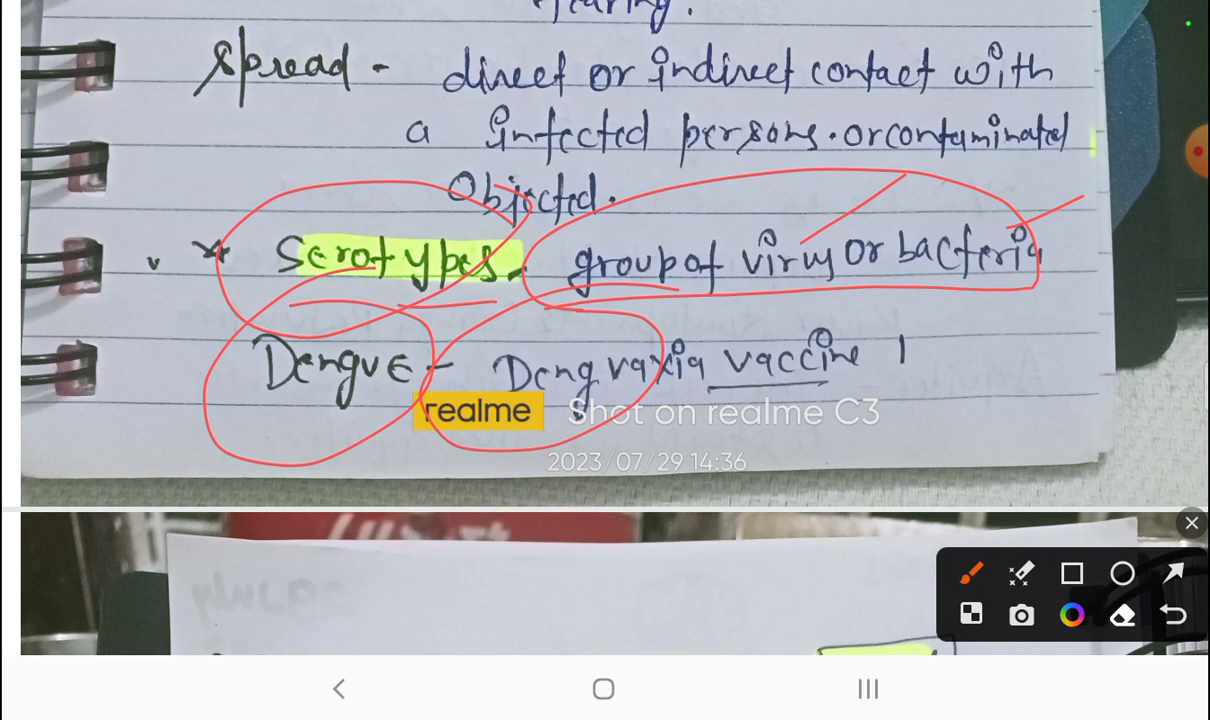 Hearing.
Spread - direct or indirect contact with
a infected persons. or contaminated
Objected.
v * Serotypes. group of virus or bacteria
Dengue - Dengvaxia vaccine |
realme Shot on realme C3
2023/07/29 14:36